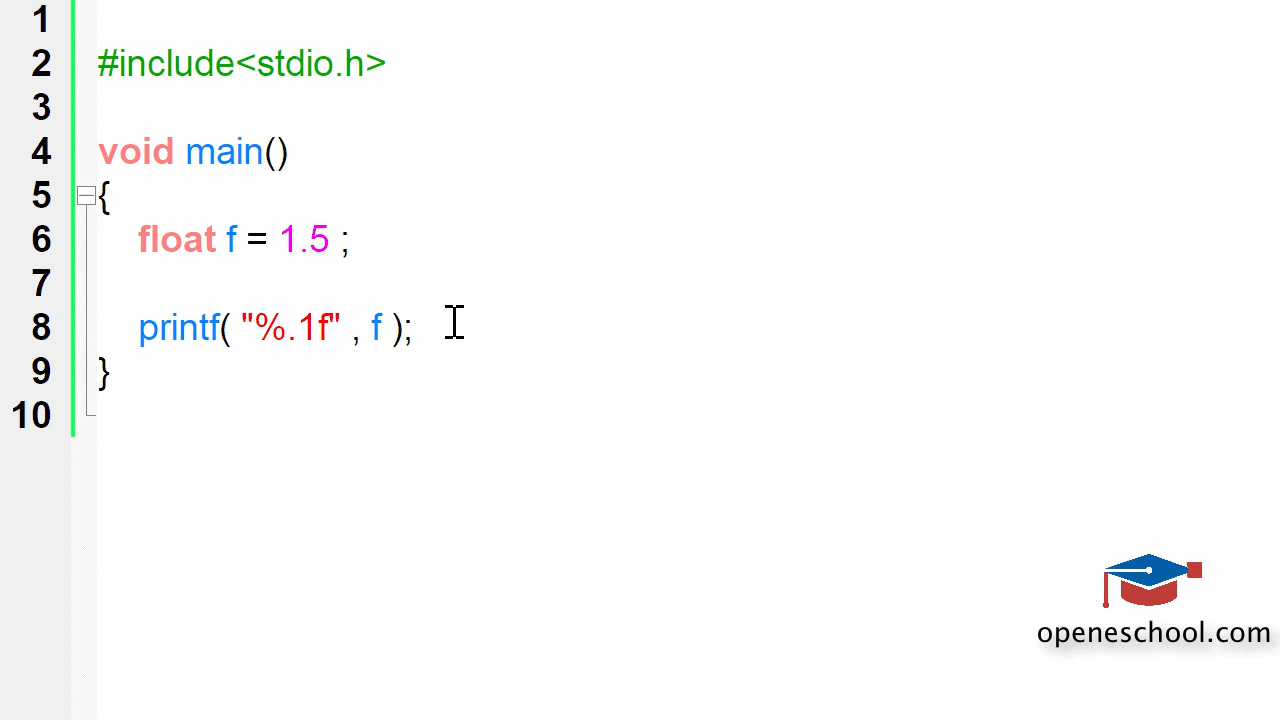 1
2 #include<stdio.h>
3
4 void main()
5 {
6 float f = 1.5 ;
7
8 printf( "%.1f" , f );
9 }
10
openeschool.com